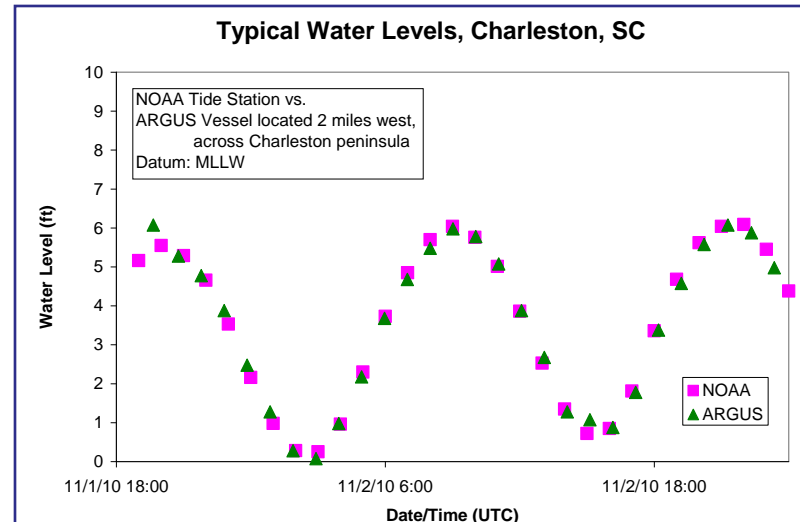 Typical Water Levels, Charleston, SC
10
9
8
7
6
5
4
3
2
1
0
Water Level (ft)
NOAA Tide Station vs.
ARGUS Vessel located 2 miles west,
across Charleston peninsula
Datum: MLLW
NOAA
ARGUS
11/1/10 18:00
11/2/10 6:00
11/2/10 18:00
Date/Time (UTC)